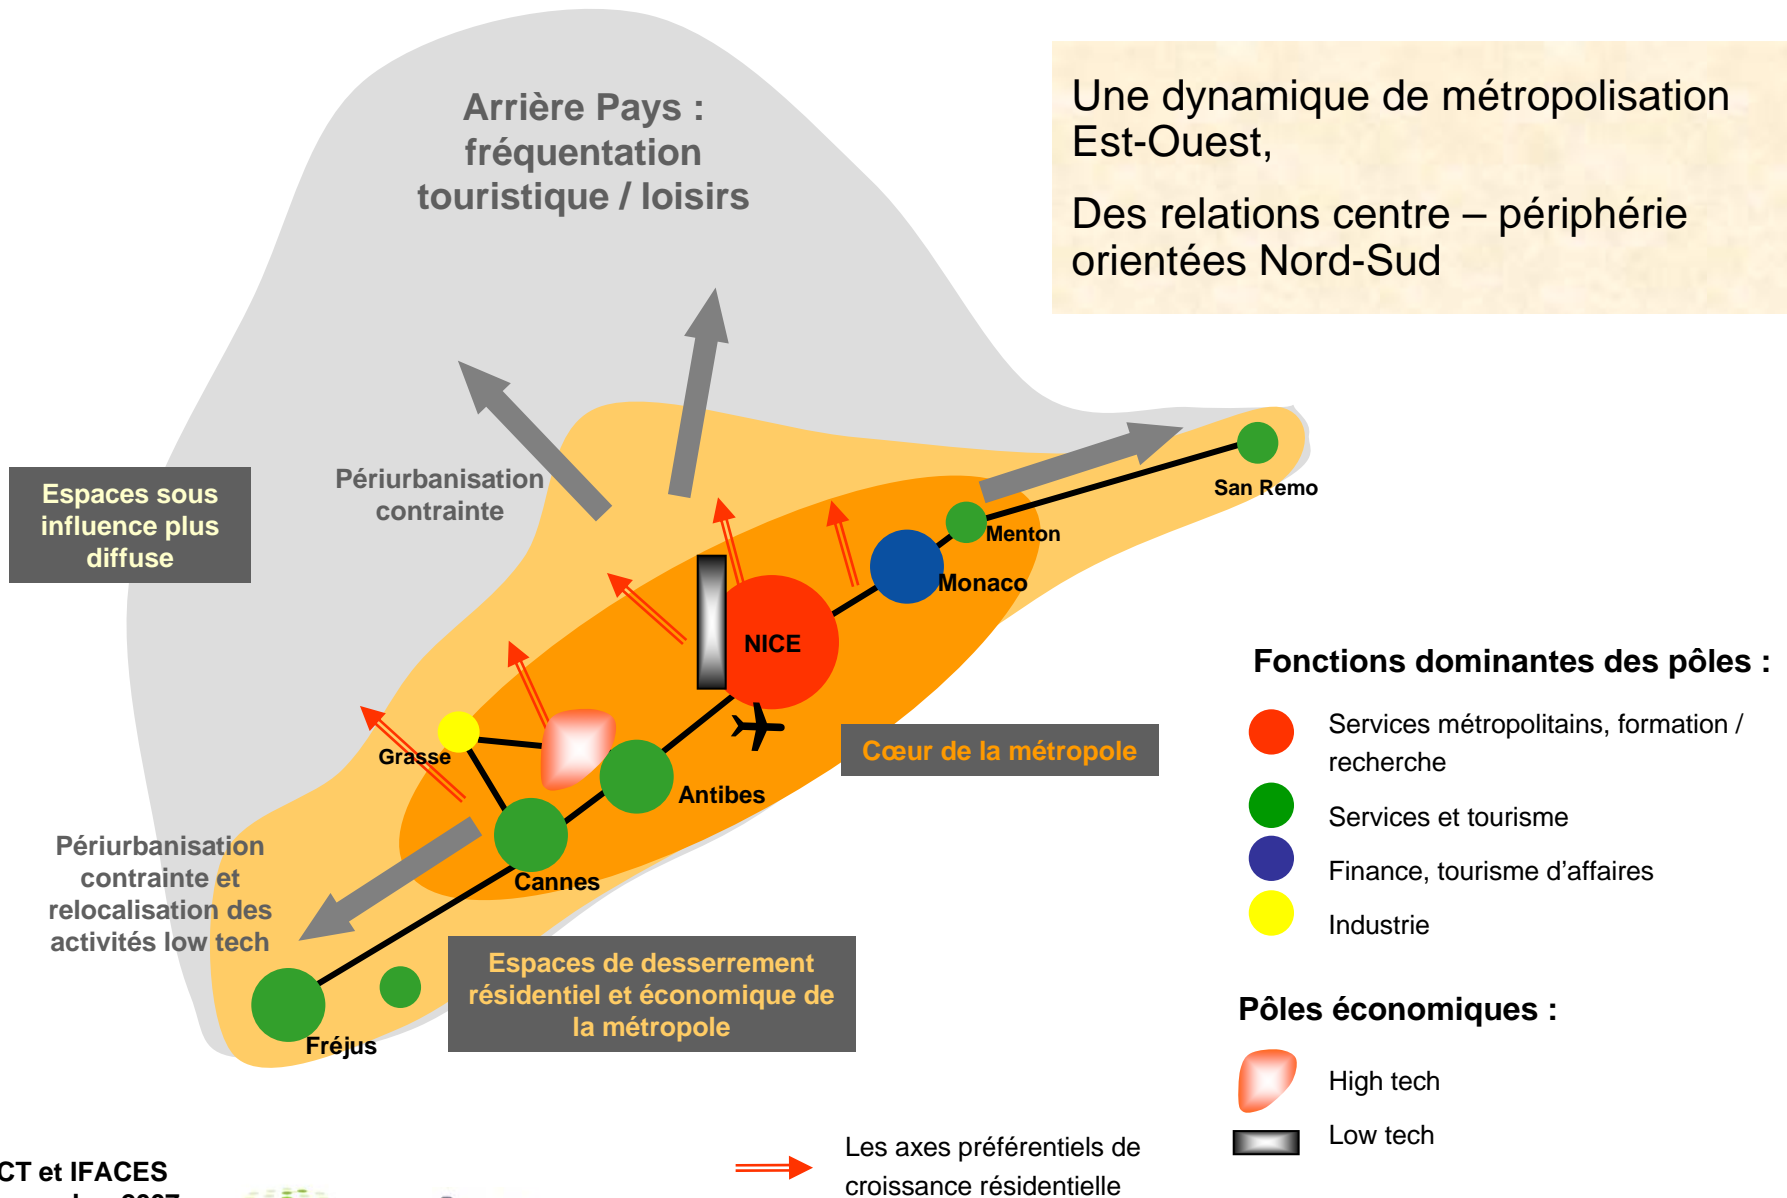 Arrière Pays :
fréquentation
touristique / loisirs
Une dynamique de métropolisation
Est-Ouest,
Des relations centre – périphérie
orientées Nord-Sud
Espaces sous
influence plus
diffuse
Périurbanisation
contrainte
San Remo
Menton
Monaco
NICE
Grasse
Antibes
Cannes
Cœur de la métropole
Périurbanisation
contrainte et
relocalisation des
activités low tech
Espaces de desserrement
résidentiel et économique de
la métropole
Fréjus
Fonctions dominantes des pôles :
Services métropolitains, formation /
recherche
Services et tourisme
Finance, tourisme d’affaires
Industrie
Pôles économiques :
High tech
Low tech
Les axes préférentiels de
croissance résidentielle
CT et IFACES
2007